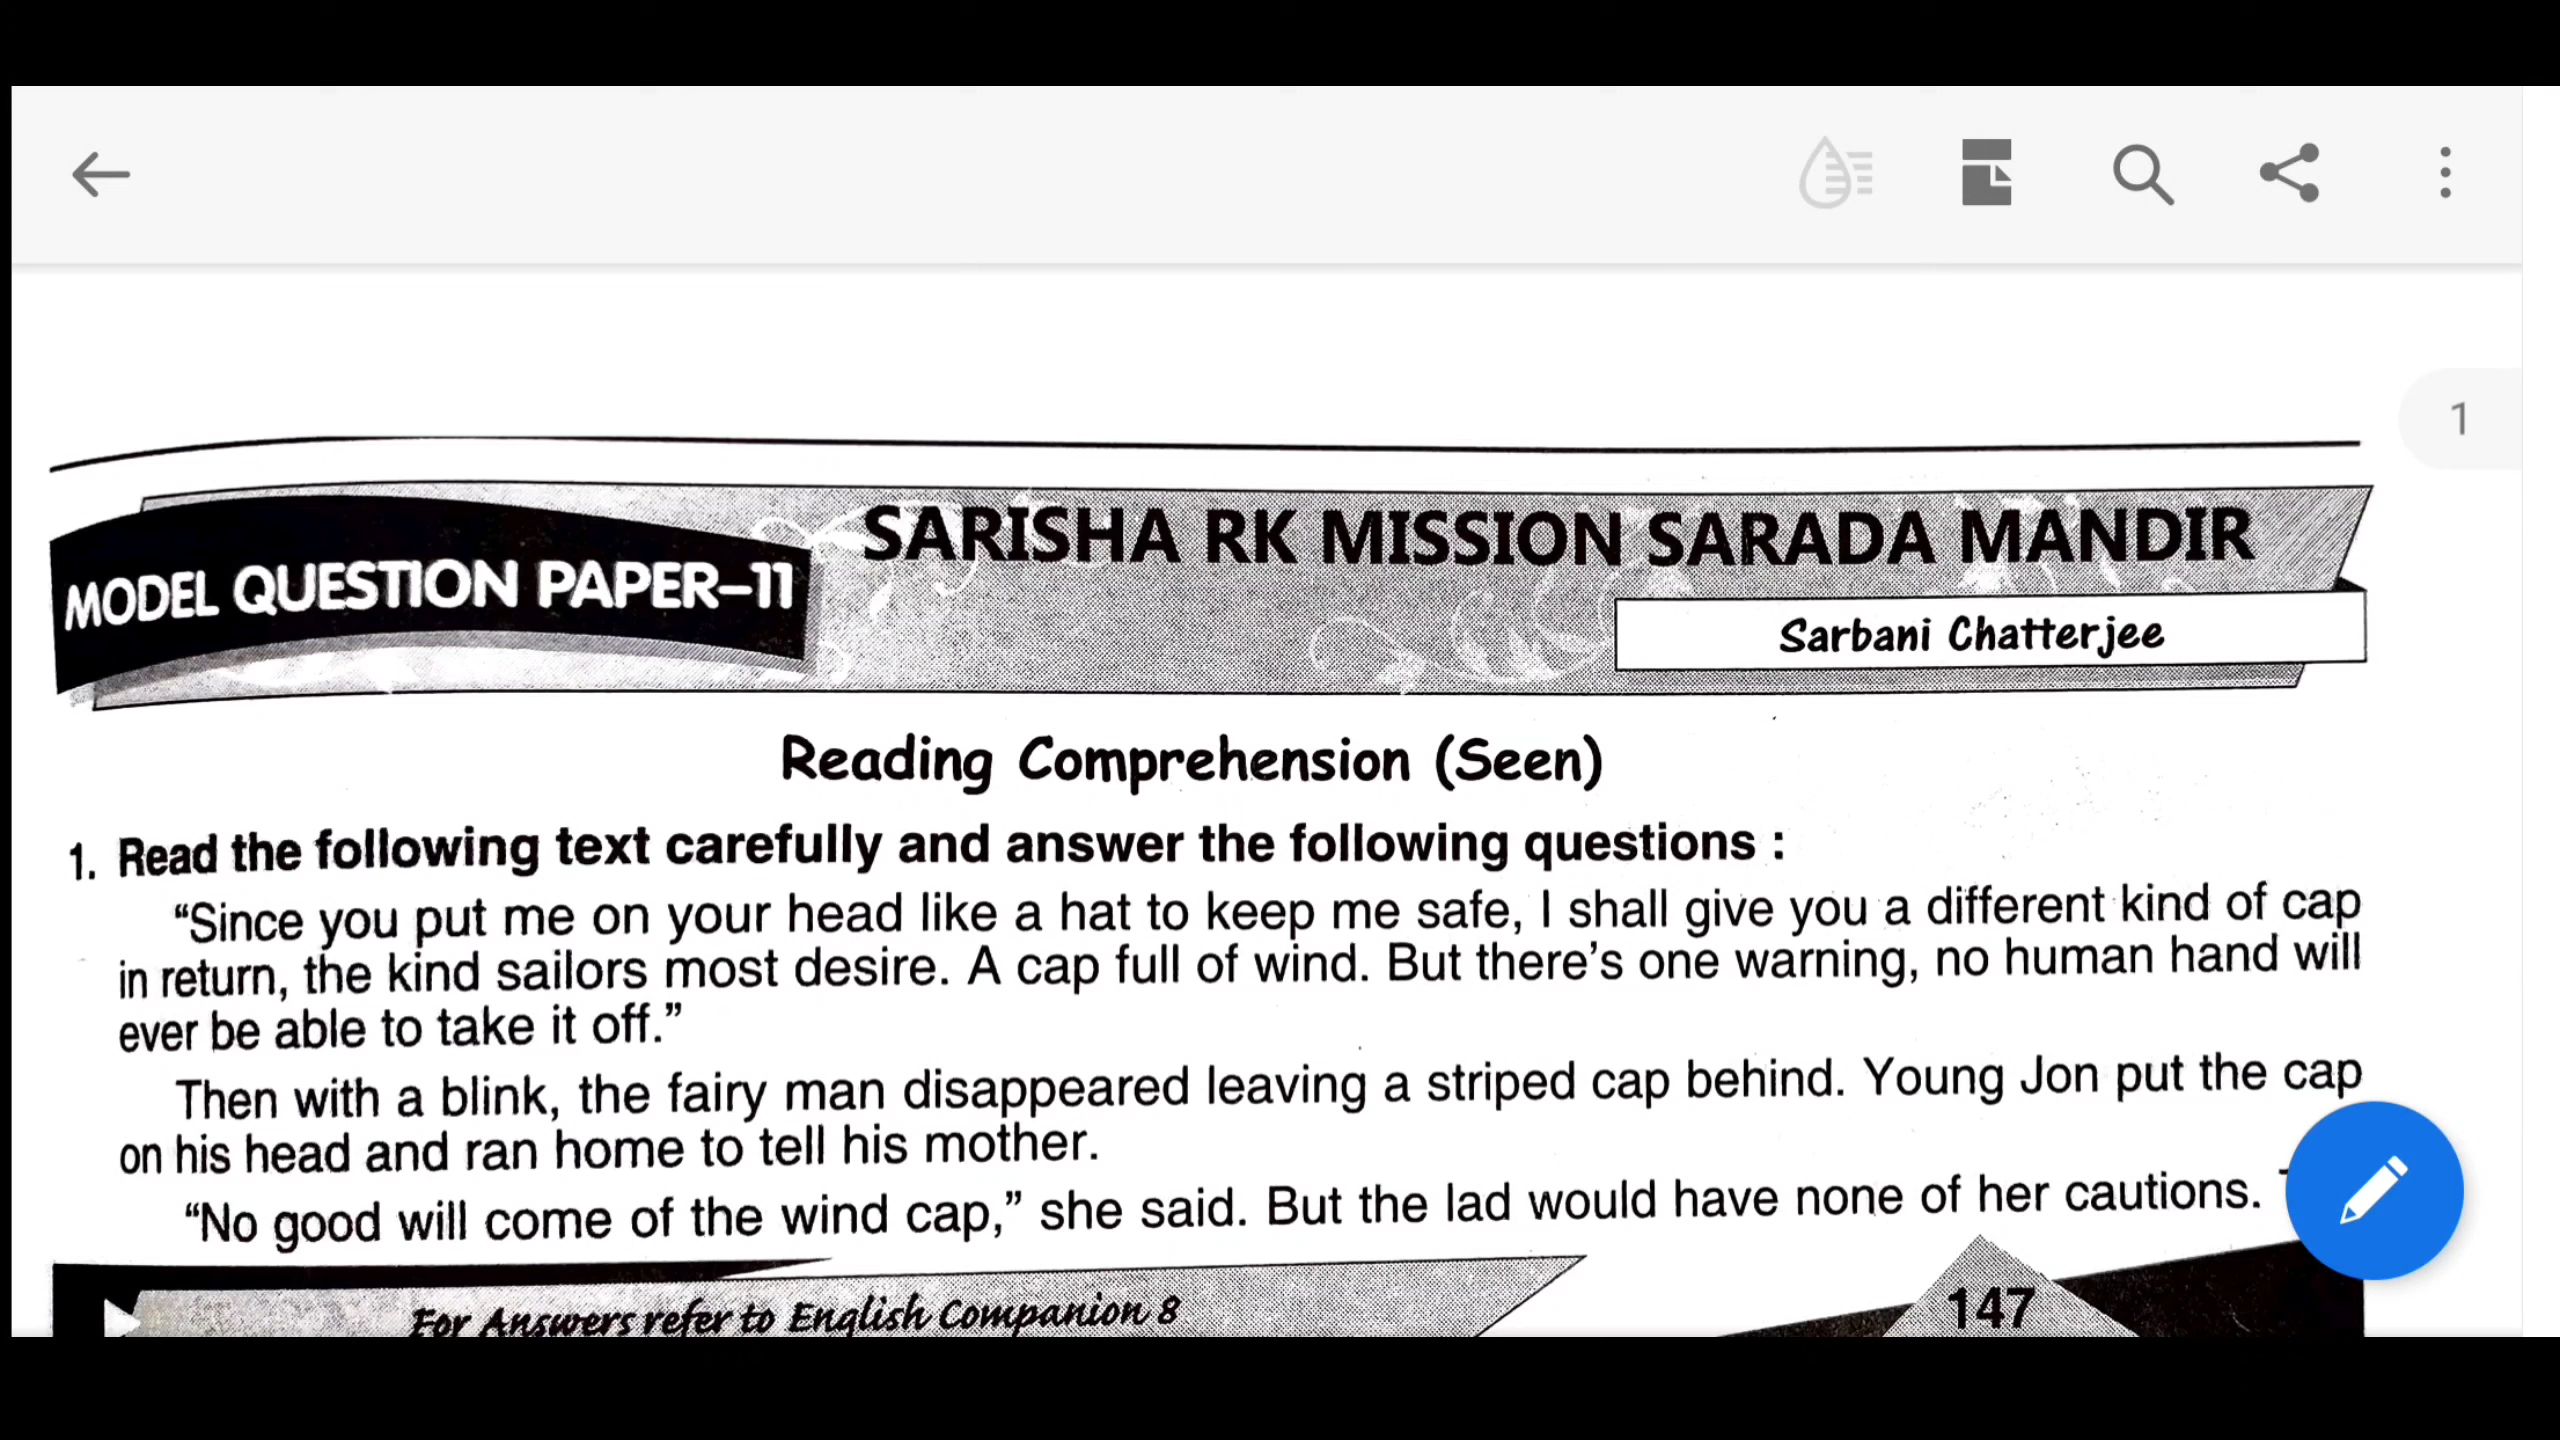 1
SARISHA RK MISSION SARADA MANDIR
MODEL QUESTION PAPER–11
Sarbani Chatterjee
Reading Comprehension (Seen)
1. Read the following text carefully and answer the following questions :
“Since you put me on your head like a hat to keep me safe, I shall give you a different kind of cap
in return, the kind sailors most desire. A cap full of wind. But there’s one warning, no human hand will
ever be able to take it off.”
Then with a blink, the fairy man disappeared leaving a striped cap behind. Young Jon put the cap
on his head and ran home to tell his mother.
“No good will come of the wind cap,” she said. But the lad would have none of her cautions.
For Answers refer to English Companion 8
147